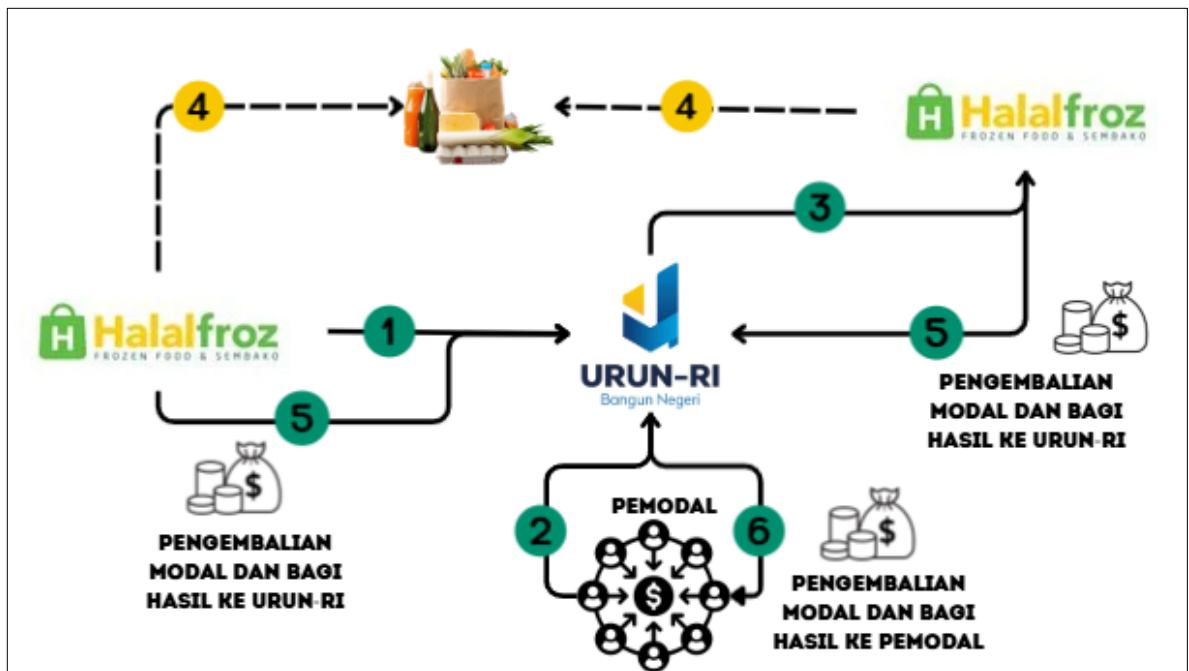 4
4
H Halalfroz
FROZEN FOOD & SEMBAKO
3
H Halalfroz
FROZEN FOOD & SEMBAKO
1
$
5
5
URUN-RI
Bangun Negeri
PENGEMBALIAN
MODAL DAN BAGI
HASIL KE URUN-RI
$
PENGEMBALIAN
MODAL DAN BAGI
HASIL KE URUN-RI
PEMODAL
2
6
$
$
PENGEMBALIAN
MODAL DAN BAGI
HASIL KE PEMODAL